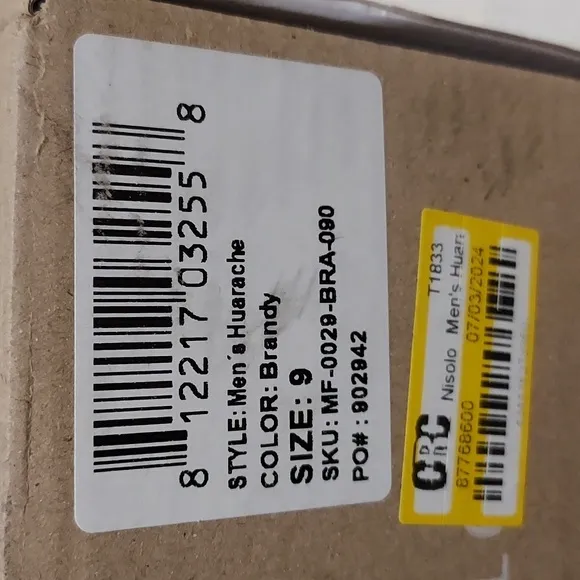 8 12217 03255 8
STYLE: Men´s Huarache
COLOR: Brandy
SIZE: 9
SKU: MF-0029-BRA-090
PO#: 902942
CRC T1833
Nisolo Men's Huar
87768600 07/03/2024